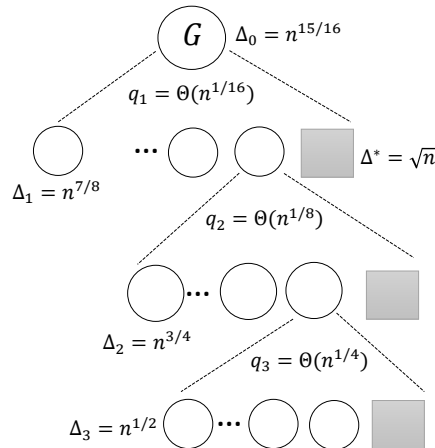 G Δ₀ = n^{15/16}
q₁ = Θ(n^{1/16})
... Δ* = √n
Δ₁ = n^{7/8}
q₂ = Θ(n^{1/8})
...
Δ₂ = n^{3/4}
q₃ = Θ(n^{1/4})
Δ₃ = n^{1/2} ...